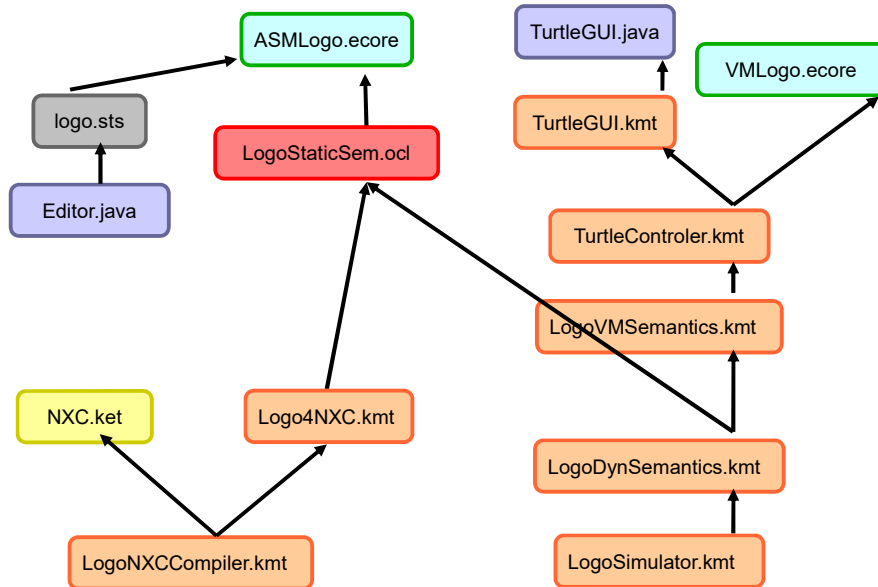 ASMLogo.ecore
TurtleGUI.java
VMLogo.ecore
logo.sts
TurtleGUI.kmt
LogoStaticSem.ocl
Editor.java
TurtleControler.kmt
LogoVMSemantics.kmt
NXC.ket
Logo4NXC.kmt
LogoDynSemantics.kmt
LogoNXCCompiler.kmt
LogoSimulator.kmt